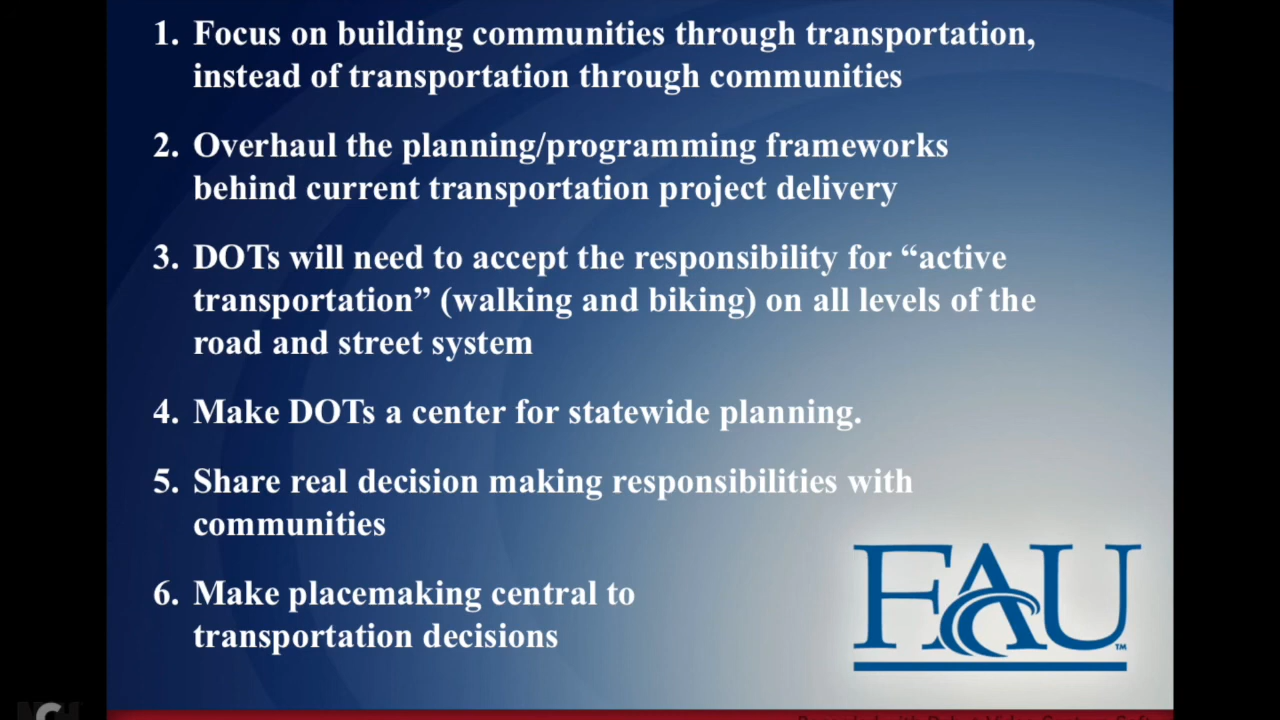 1. Focus on building communities through transportation,
instead of transportation through communities
2. Overhaul the planning/programming frameworks
behind current transportation project delivery
3. DOTs will need to accept the responsibility for “active
transportation” (walking and biking) on all levels of the
road and street system
4. Make DOTs a center for statewide planning.
5. Share real decision making responsibilities with
communities
6. Make placemaking central to
transportation decisions
FAU™